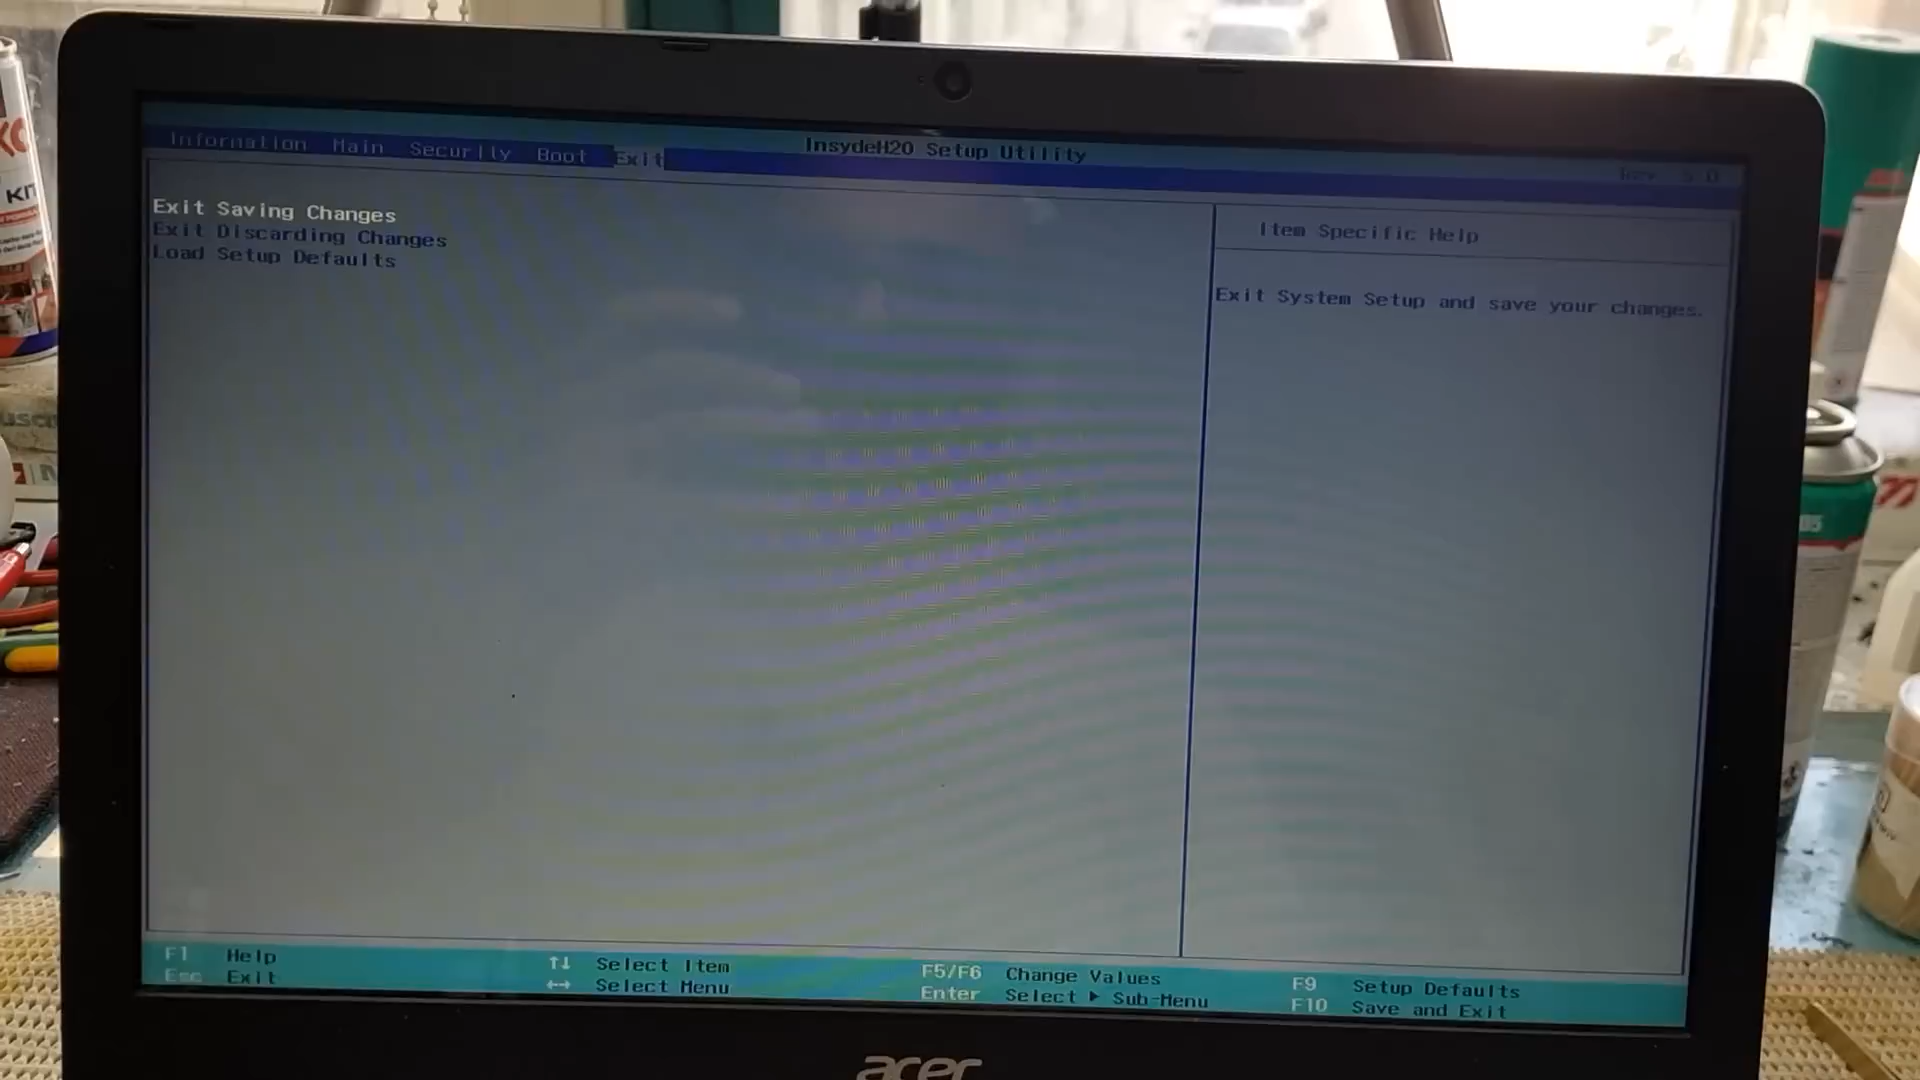 InsydeH2O Setup Utility
Information Main Security Boot Exit
Exit Saving Changes
Exit Discarding Changes
Load Setup Defaults
Item Specific Help
Exit System Setup and save your changes.
F1 Help ↑↓ Select Item F5/F6 Change Values F9 Setup Defaults
Esc Exit ↔ Select Menu Enter Select ▶ Sub-Menu F10 Save and Exit
acer
KIT